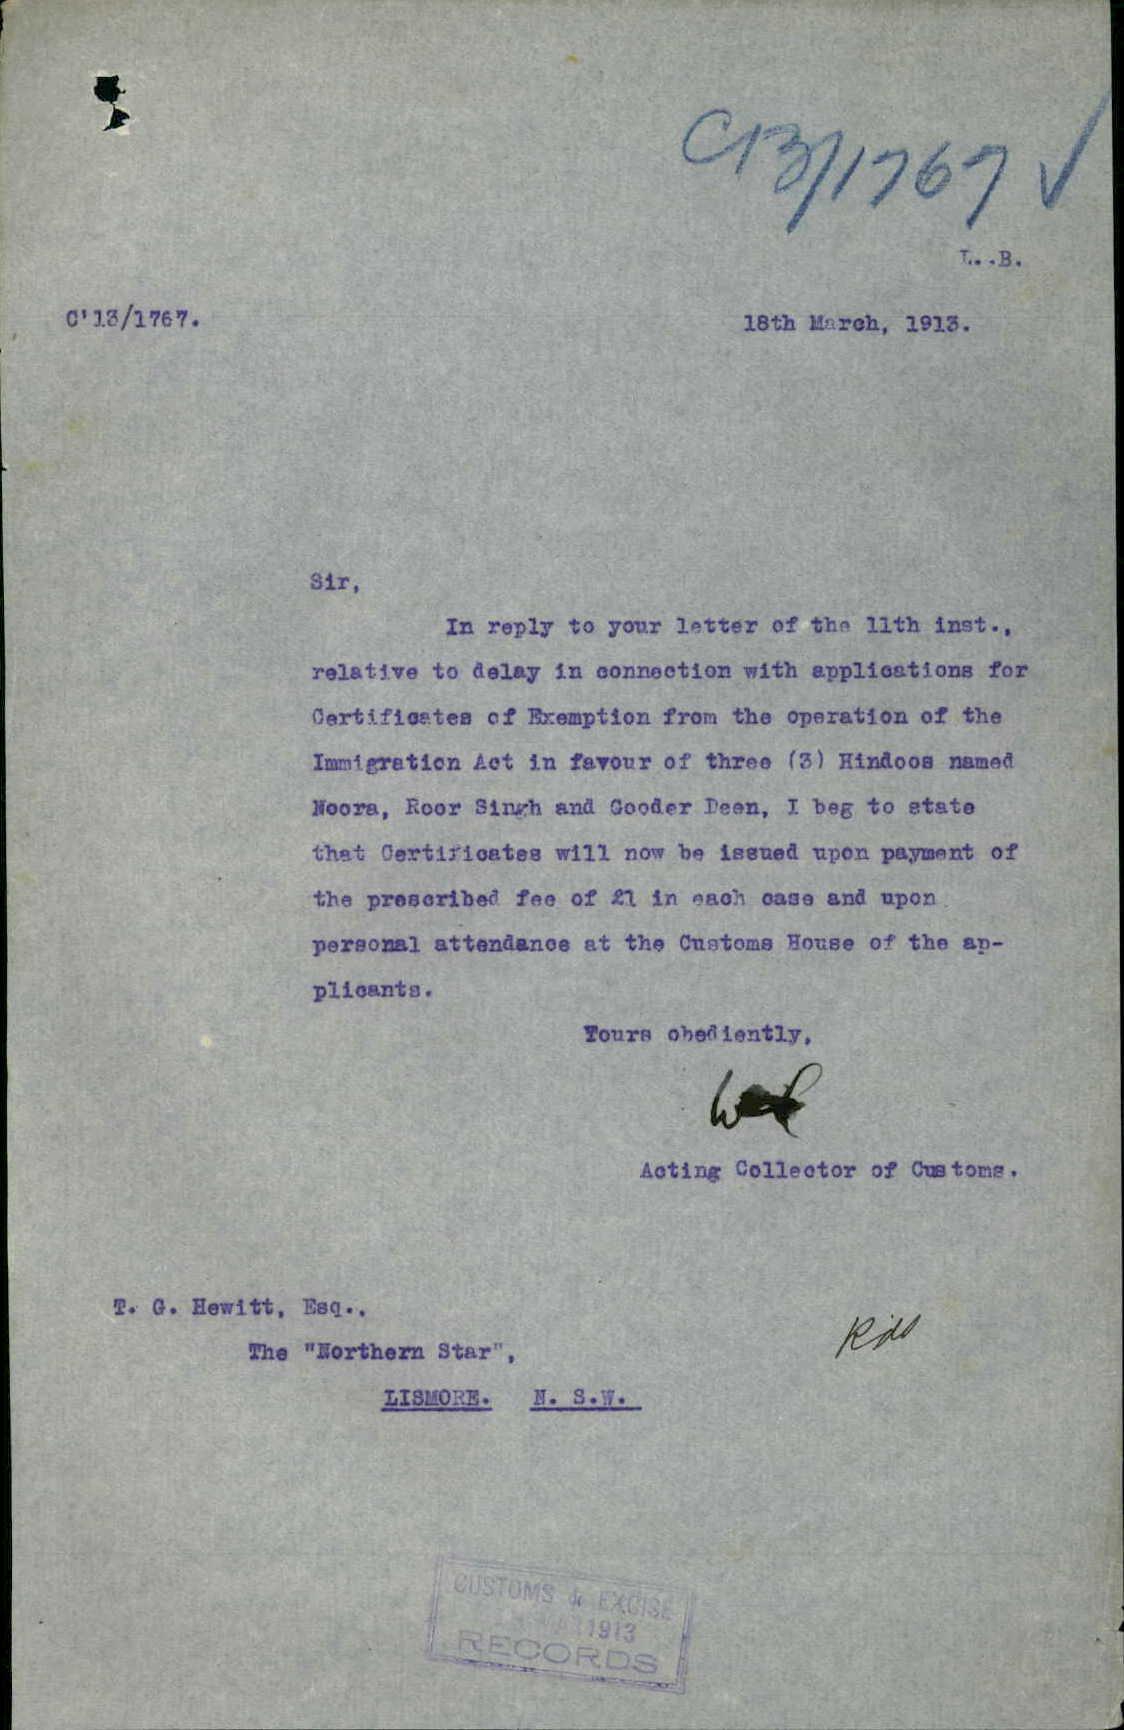 C13/1767 ✓
L..B.
C'13/1767.
18th March, 1913.
Sir,
In reply to your letter of the 11th inst.,
relative to delay in connection with applications for
Certificates of Exemption from the operation of the
Immigration Act in favour of three (3) Hindoos named
Noora, Roor Singh and Gooder Deen, I beg to state
that Certificates will now be issued upon payment of
the prescribed fee of £1 in each case and upon
personal attendance at the Customs House of the ap-
plicants.
Yours obediently,
Acting Collector of Customs.
T. G. Hewitt, Esq.,
The "Northern Star",
LISMORE. N. S.W.
CUSTOMS & EXCISE
MAR 1913
RECORDS